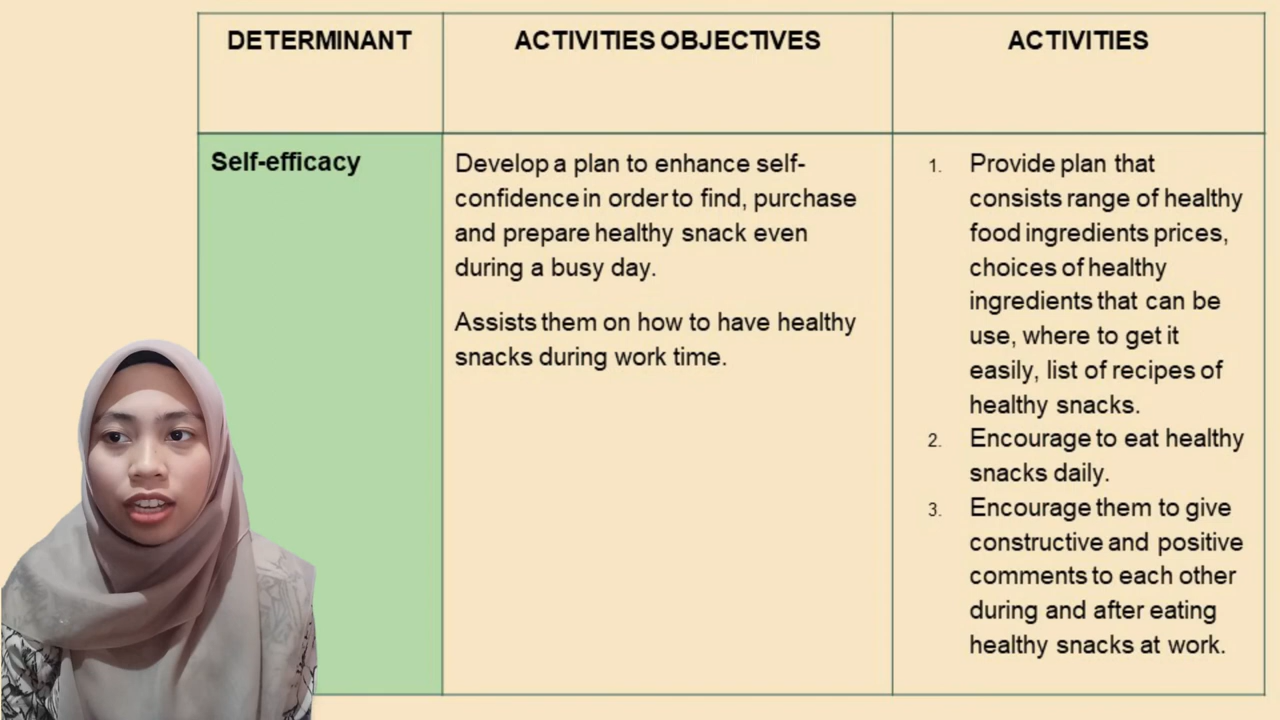 DETERMINANT
ACTIVITIES OBJECTIVES
ACTIVITIES
Self-efficacy
Develop a plan to enhance self-
confidence in order to find, purchase
and prepare healthy snack even
during a busy day.
Assists them on how to have healthy
snacks during work time.
1. Provide plan that
consists range of healthy
food ingredients prices,
choices of healthy
ingredients that can be
use, where to get it
easily, list of recipes of
healthy snacks.
2. Encourage to eat healthy
snacks daily.
3. Encourage them to give
constructive and positive
comments to each other
during and after eating
healthy snacks at work.